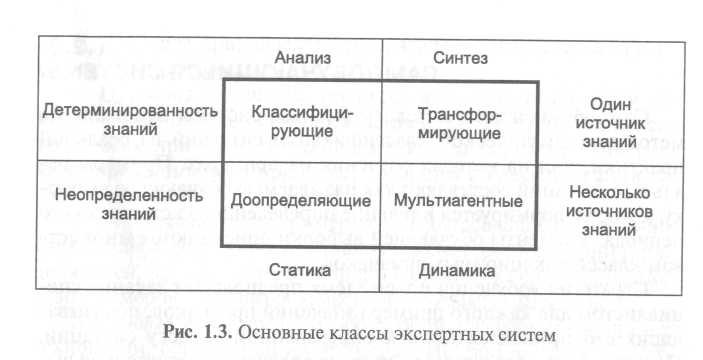 Анализ Синтез
Детерминированность знаний
Классифици-
рующие
Трансфор-
мирующие
Один
источник
знаний
Неопределенность
знаний
Доопределяющие
Мультиагентные
Несколько
источников
знаний
Статика Динамика
Рис. 1.3. Основные классы экспертных систем